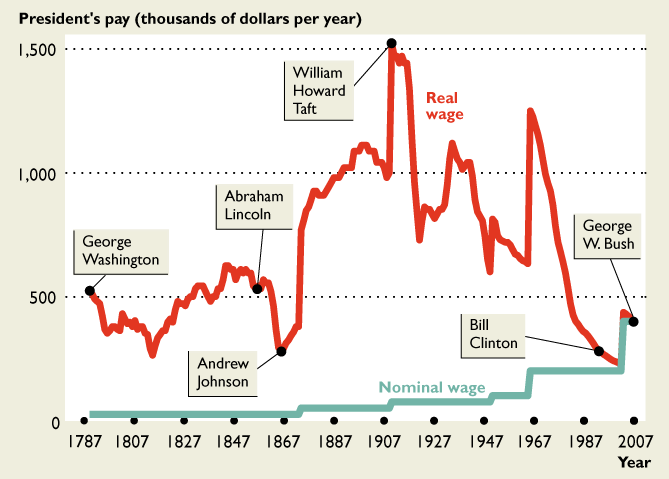 President's pay (thousands of dollars per year)
1,500
William
Howard
Taft
Real
wage
1,000
Abraham
Lincoln
George
Washington
George
W. Bush
500
Bill
Clinton
Andrew
Johnson
Nominal wage
0
1787 1807 1827 1847 1867 1887 1907 1927 1947 1967 1987 2007
Year